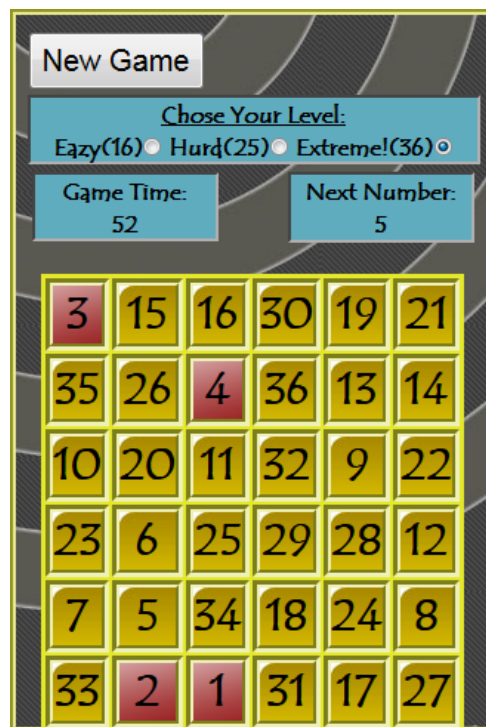 New Game
Chose Your Level:
Eazy(16) Hurd(25) Extreme!(36)
Game Time:
52
Next Number:
5
3 15 16 30 19 21
35 26 4 36 13 14
10 20 11 32 9 22
23 6 25 29 28 12
7 5 34 18 24 8
33 2 1 31 17 27